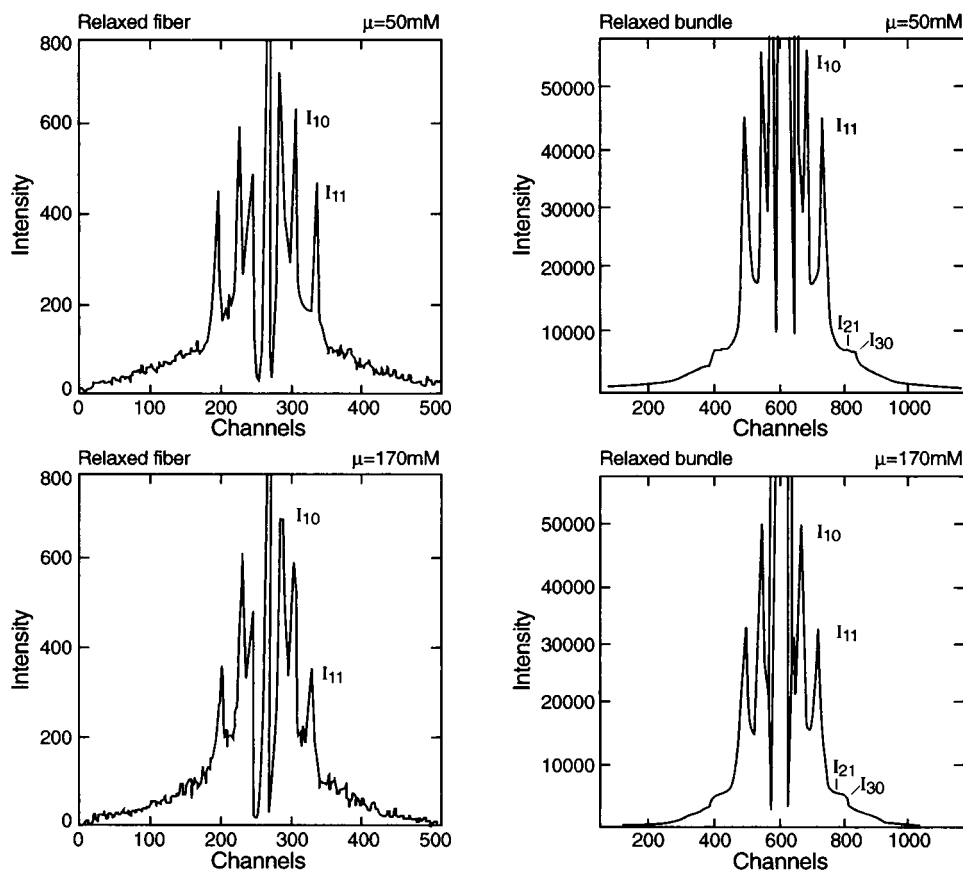 Relaxed fiber μ=50mM
800
600
400
200
0
Intensity
I10
I11
0 100 200 300 400 500
Channels
Relaxed bundle μ=50mM
50000
40000
30000
20000
10000
Intensity
I10
I11
I21
I30
200 400 600 800 1000
Channels
Relaxed fiber μ=170mM
800
600
400
200
0
Intensity
I10
I11
0 100 200 300 400 500
Channels
Relaxed bundle μ=170mM
50000
40000
30000
20000
10000
Intensity
I10
I11
I21
I30
200 400 600 800 1000
Channels